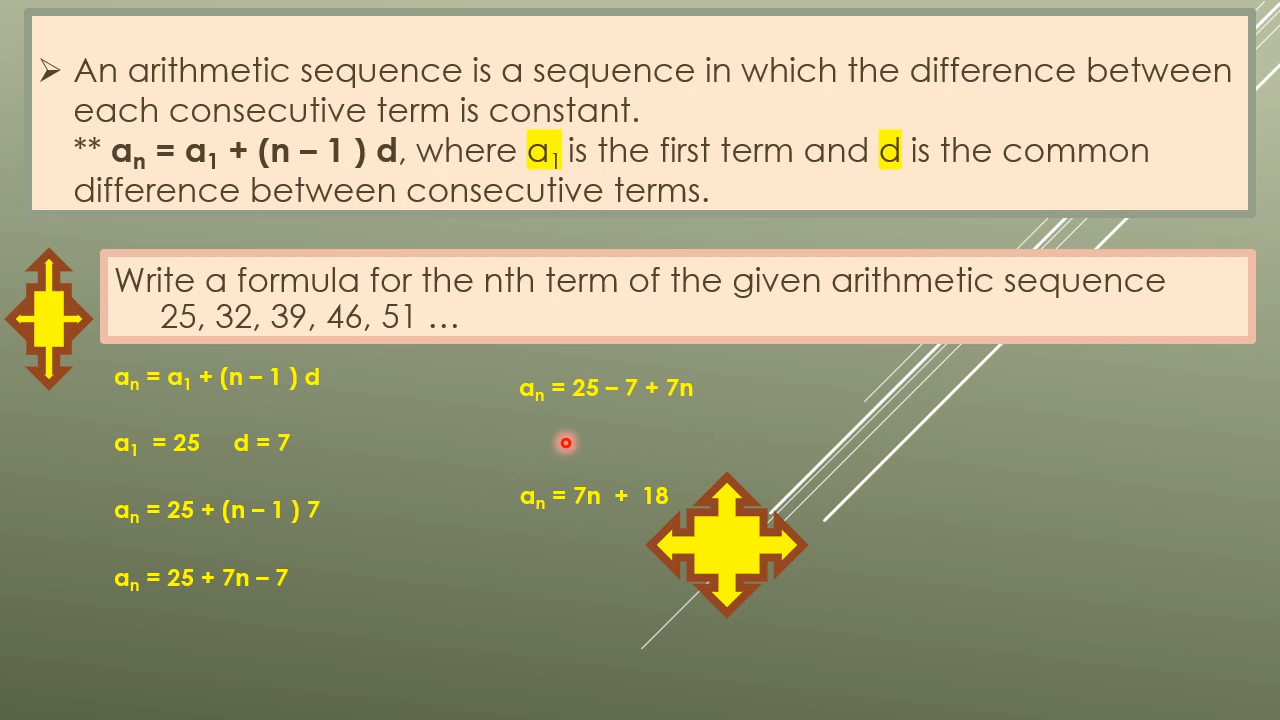 ➢ An arithmetic sequence is a sequence in which the difference between
each consecutive term is constant.
** aₙ = a₁ + (n – 1 ) d, where a₁ is the first term and d is the common
difference between consecutive terms.
Write a formula for the nth term of the given arithmetic sequence
25, 32, 39, 46, 51 …
aₙ = a₁ + (n – 1 ) d
a₁ = 25 d = 7
aₙ = 25 + (n – 1 ) 7
aₙ = 25 + 7n – 7
aₙ = 25 – 7 + 7n
aₙ = 7n + 18